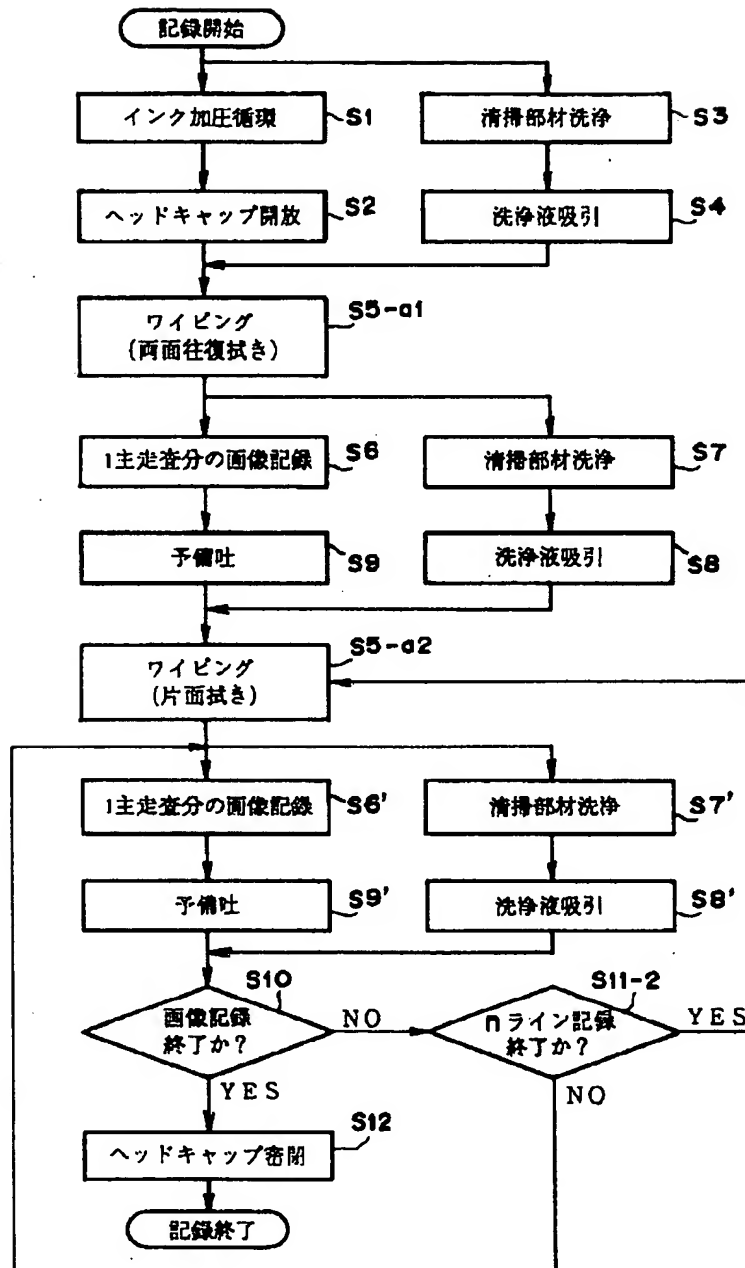 記録開始
インク加圧循環
S1
清掃部材洗浄
S3
ヘッドキャップ開放
S2
洗浄液吸引
S4
ワイピング
(両面往復拭き)
S5-a1
1主走査分の画像記録
S6
清掃部材洗浄
S7
予備吐
S9
洗浄液吸引
S8
ワイピング
(片面拭き)
S5-a2
1主走査分の画像記録
S6'
清掃部材洗浄
S7'
予備吐
S9'
洗浄液吸引
S8'
画像記録
終了か?
S10
NO
nライン記録
終了か?
S11-2
YES
YES
NO
ヘッドキャップ密閉
S12
記録終了